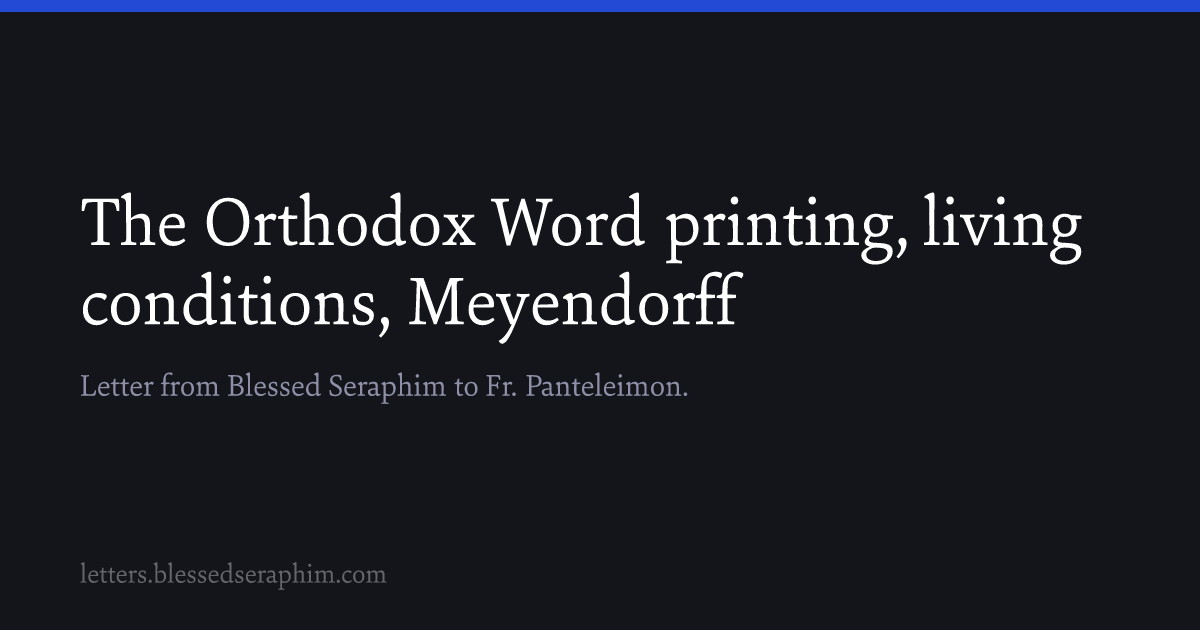 The Orthodox Word printing, living
conditions, Meyendorff
Letter from Blessed Seraphim to Fr. Panteleimon.
letters.blessedseraphim.com